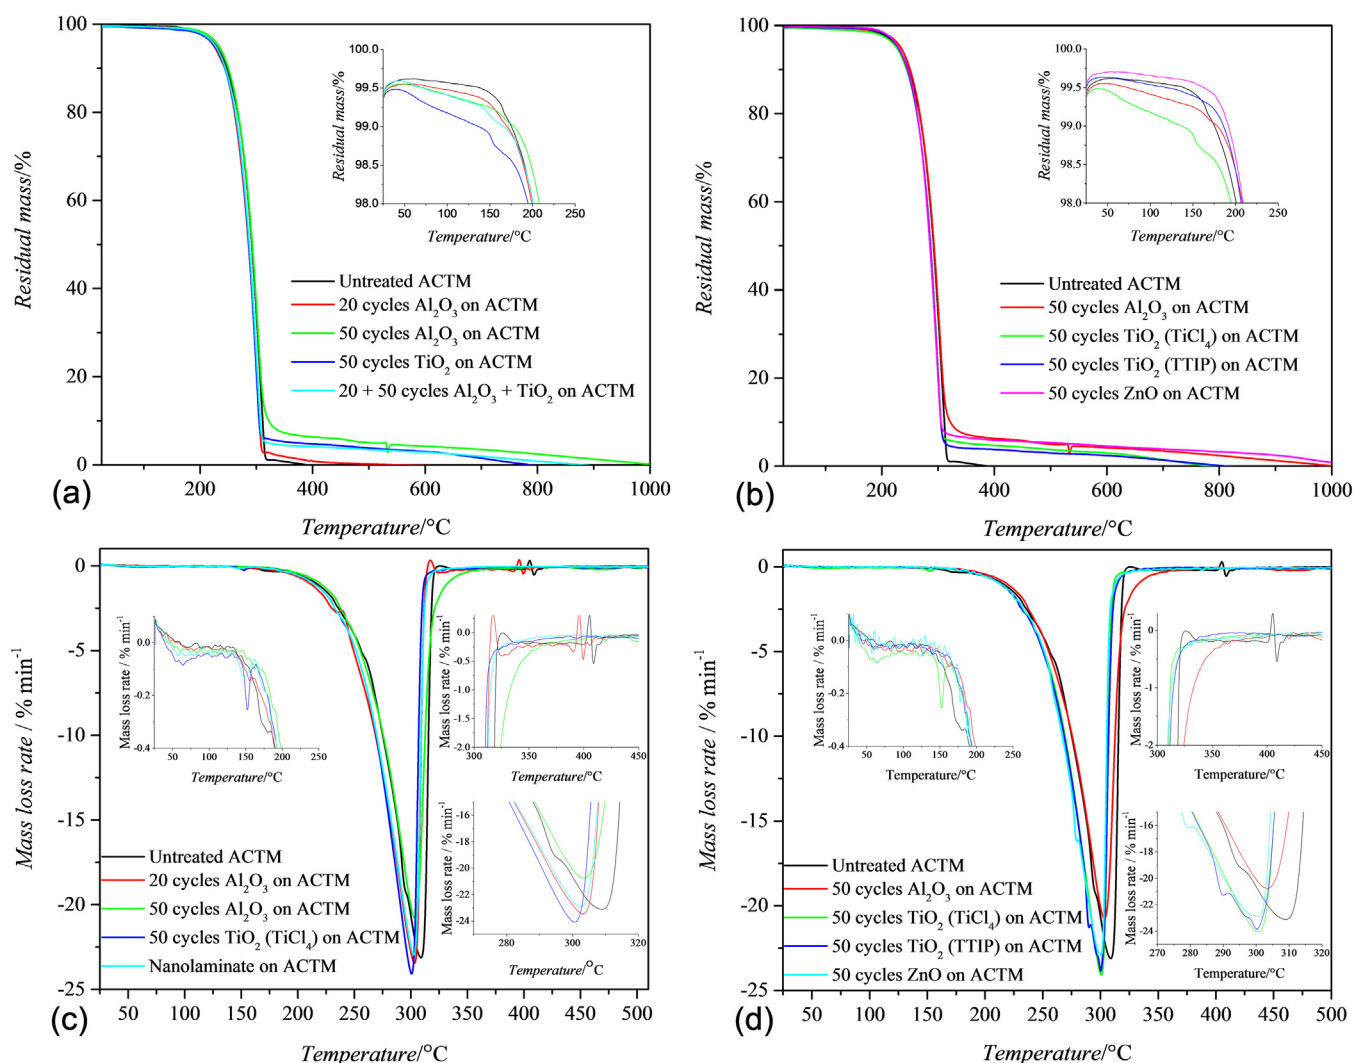 100
80
60
40
20
0
Residual mass/%
100.0
99.5
99.0
98.5
98.0
Residual mass/%
50 100 150 200 250
Temperature/°C
Untreated ACTM
20 cycles Al₂O₃ on ACTM
50 cycles Al₂O₃ on ACTM
50 cycles TiO₂ on ACTM
20 + 50 cycles Al₂O₃ + TiO₂ on ACTM
200 400 600 800 1000
(a)
Temperature/°C
100
80
60
40
20
0
Residual mass/%
100.0
99.5
99.0
98.5
98.0
Residual mass/%
50 100 150 200 250
Temperature/°C
Untreated ACTM
50 cycles Al₂O₃ on ACTM
50 cycles TiO₂ (TiCl₄) on ACTM
50 cycles TiO₂ (TTIP) on ACTM
50 cycles ZnO on ACTM
200 400 600 800 1000
(b)
Temperature/°C
0
-5
-10
-15
-20
-25
Mass loss rate / % min⁻¹
0.0
-0.2
-0.4
Mass loss rate / % min⁻¹
50 100 150 200 250
Temperature/°C
0.0
-0.5
-1.0
-1.5
-2.0
Mass loss rate / % min⁻¹
300 350 400 450
Temperature/°C
-16
-18
-20
-22
-24
-26
Mass loss rate / % min⁻¹
280 300 320
Temperature/°C
Untreated ACTM
20 cycles Al₂O₃ on ACTM
50 cycles Al₂O₃ on ACTM
50 cycles TiO₂ (TiCl₄) on ACTM
Nanolaminate on ACTM
50 100 150 200 250 300 350 400 450 500
(c)
Temperature/°C
0
-5
-10
-15
-20
-25
Mass loss rate / % min⁻¹
0.0
-0.2
-0.4
Mass loss rate / % min⁻¹
50 100 150 200 250
Temperature/°C
0
-1
-2
Mass loss rate / % min⁻¹
300 350 400 450
Temperature/°C
-16
-18
-20
-22
-24
Mass loss rate / % min⁻¹
270 280 290 300 310 320
Temperature/°C
Untreated ACTM
50 cycles Al₂O₃ on ACTM
50 cycles TiO₂ (TiCl₄) on ACTM
50 cycles TiO₂ (TTIP) on ACTM
50 cycles ZnO on ACTM
50 100 150 200 250 300 350 400 450 500
(d)
Temperature/°C